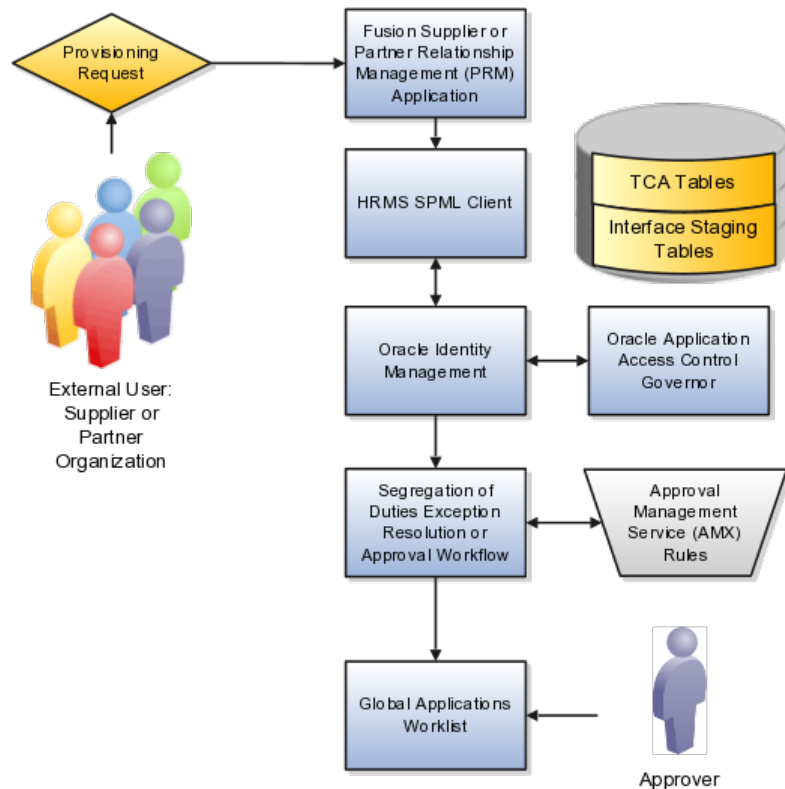 Provisioning
Request
Fusion Supplier or
Partner Relationship
Management (PRM)
Application
HRMS SPML Client
TCA Tables
Interface Staging
Tables
External User:
Supplier or
Partner
Organization
Oracle Identity
Management
Oracle Application
Access Control
Governor
Segregation of
Duties Exception
Resolution or
Approval Workflow
Approval
Management
Service (AMX)
Rules
Global Applications
Worklist
Approver